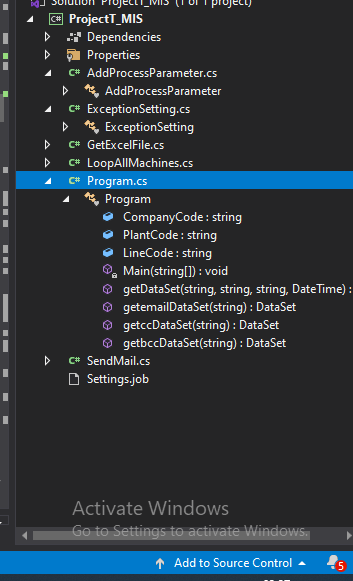 Solution 'ProjectT_MIS' (1 of 1 project)
C# ProjectT_MIS
Dependencies
Properties
C# AddProcessParameter.cs
AddProcessParameter
C# ExceptionSetting.cs
ExceptionSetting
C# GetExcelFile.cs
C# LoopAllMachines.cs
C# Program.cs
Program
CompanyCode : string
PlantCode : string
LineCode : string
Main(string[]) : void
getDataSet(string, string, string, DateTime) :
getemailDataSet(string) : DataSet
getccDataSet(string) : DataSet
getbccDataSet(string) : DataSet
C# SendMail.cs
Settings.job
Activate Windows
Go to Settings to activate Windows.
Add to Source Control
5